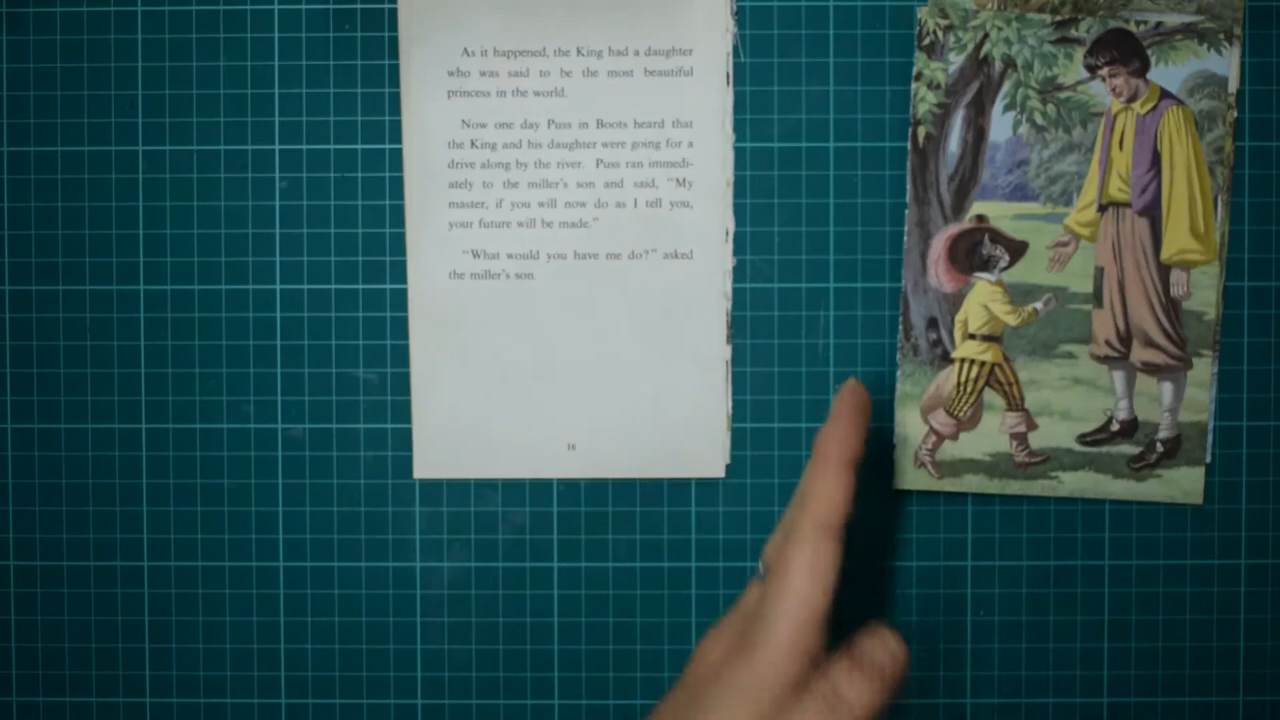 As it happened, the King had a daughter
who was said to be the most beautiful
princess in the world.
Now one day Puss in Boots heard that
the King and his daughter were going for a
drive along by the river. Puss ran immedi-
ately to the miller's son and said, "My
master, if you will now do as I tell you,
your future will be made."
"What would you have me do?" asked
the miller's son.
16